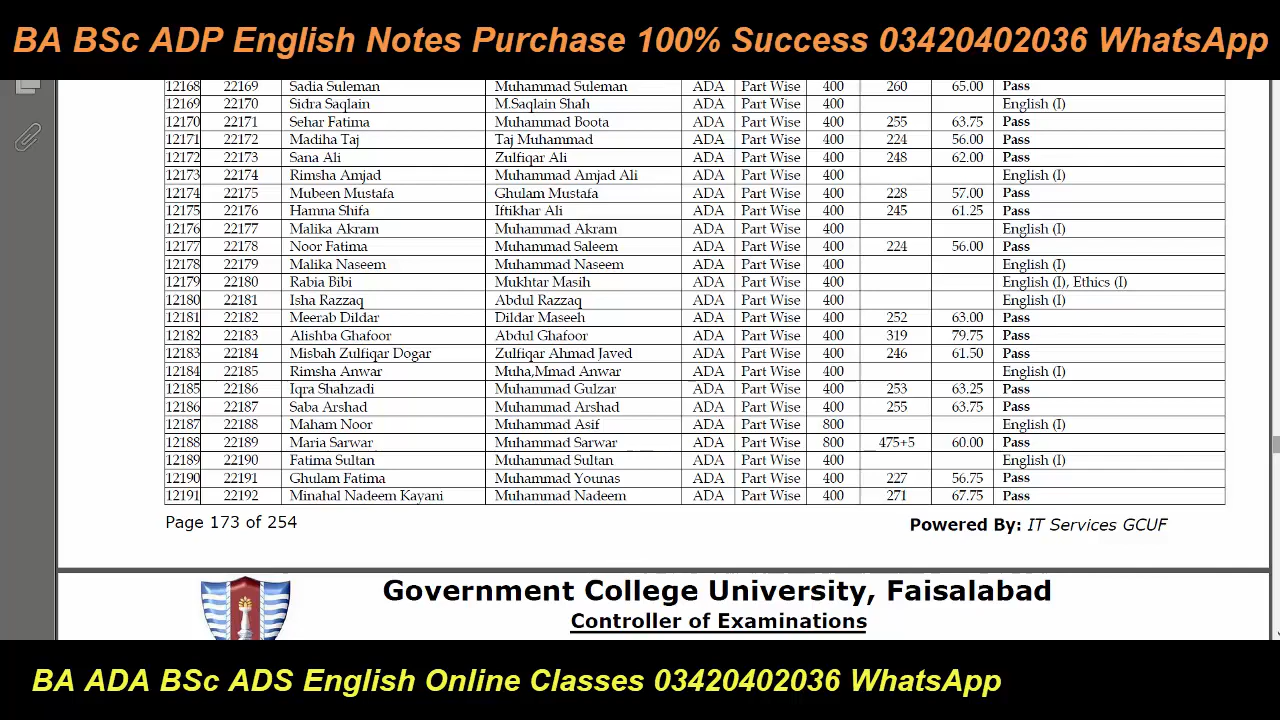 BA BSc ADP English Notes Purchase 100% Success 03420402036 WhatsApp
12168 22169 Sadia Suleman Muhammad Suleman ADA Part Wise 400 260 65.00 Pass
12169 22170 Sidra Saqlain M.Saqlain Shah ADA Part Wise 400 English (I)
12170 22171 Sehar Fatima Muhammad Boota ADA Part Wise 400 255 63.75 Pass
12171 22172 Madiha Taj Taj Muhammad ADA Part Wise 400 224 56.00 Pass
12172 22173 Sana Ali Zulfiqar Ali ADA Part Wise 400 248 62.00 Pass
12173 22174 Rimsha Amjad Muhammad Amjad Ali ADA Part Wise 400 English (I)
12174 22175 Mubeen Mustafa Ghulam Mustafa ADA Part Wise 400 228 57.00 Pass
12175 22176 Hamna Shifa Iftikhar Ali ADA Part Wise 400 245 61.25 Pass
12176 22177 Malika Akram Muhammad Akram ADA Part Wise 400 English (I)
12177 22178 Noor Fatima Muhammad Saleem ADA Part Wise 400 224 56.00 Pass
12178 22179 Malika Naseem Muhammad Naseem ADA Part Wise 400 English (I)
12179 22180 Rabia Bibi Mukhtar Masih ADA Part Wise 400 English (I), Ethics (I)
12180 22181 Isha Razzaq Abdul Razzaq ADA Part Wise 400 English (I)
12181 22182 Meerab Dildar Dildar Maseeh ADA Part Wise 400 252 63.00 Pass
12182 22183 Alishba Ghafoor Abdul Ghafoor ADA Part Wise 400 319 79.75 Pass
12183 22184 Misbah Zulfiqar Dogar Zulfiqar Ahmad Javed ADA Part Wise 400 246 61.50 Pass
12184 22185 Rimsha Anwar Muha,Mmad Anwar ADA Part Wise 400 English (I)
12185 22186 Iqra Shahzadi Muhammad Gulzar ADA Part Wise 400 253 63.25 Pass
12186 22187 Saba Arshad Muhammad Arshad ADA Part Wise 400 255 63.75 Pass
12187 22188 Maham Noor Muhammad Asif ADA Part Wise 800 English (I)
12188 22189 Maria Sarwar Muhammad Sarwar ADA Part Wise 800 475+5 60.00 Pass
12189 22190 Fatima Sultan Muhammad Sultan ADA Part Wise 400 English (I)
12190 22191 Ghulam Fatima Muhammad Younas ADA Part Wise 400 227 56.75 Pass
12191 22192 Minahal Nadeem Kayani Muhammad Nadeem ADA Part Wise 400 271 67.75 Pass
Page 173 of 254 Powered By: IT Services GCUF
Government College University, Faisalabad
Controller of Examinations
BA ADA BSc ADS English Online Classes 03420402036 WhatsApp